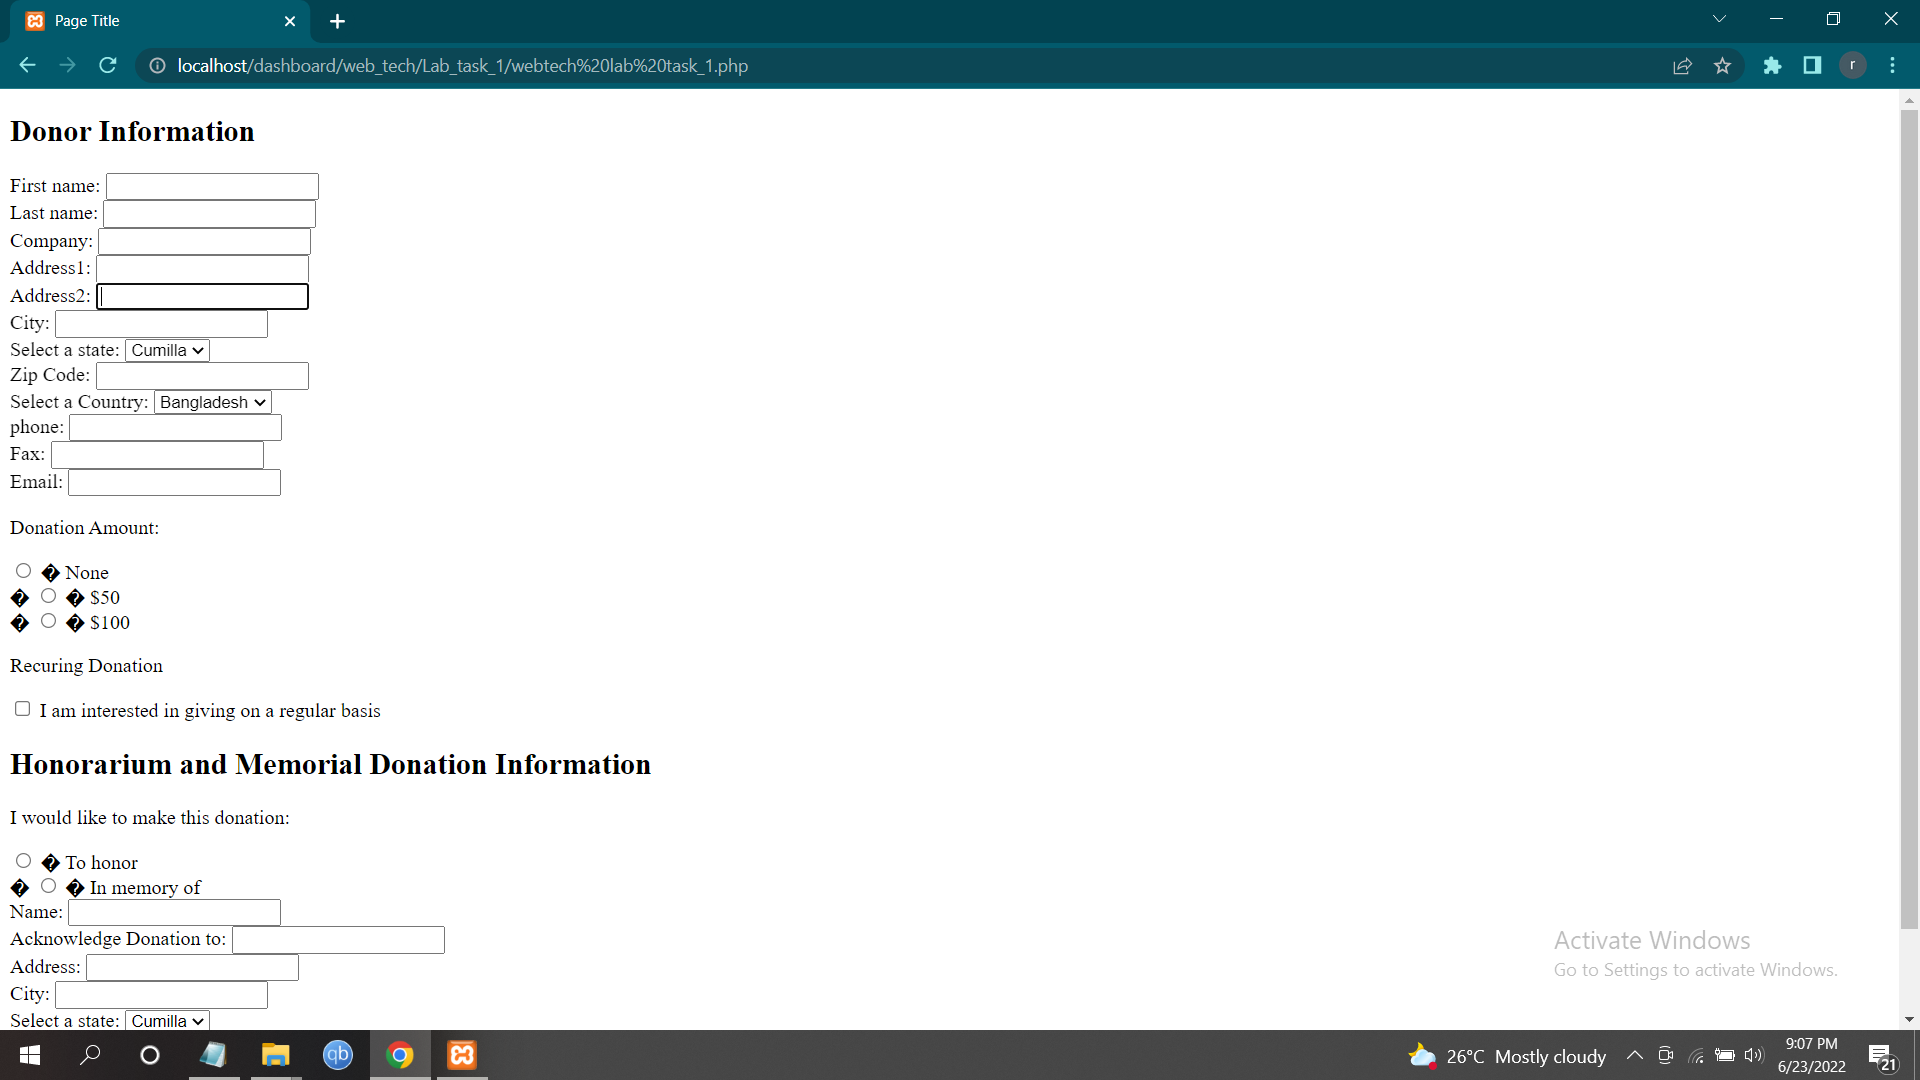 Page Title
localhost/dashboard/web_tech/Lab_task_1/webtech%20lab%20task_1.php
r
Donor Information
First name:
Last name:
Company:
Address1:
Address2:
City:
Select a state: Cumilla
Zip Code:
Select a Country: Bangladesh
phone:
Fax:
Email:
Donation Amount:
� None
� � $50
� � $100
Recuring Donation
I am interested in giving on a regular basis
Honorarium and Memorial Donation Information
I would like to make this donation:
� To honor
� � In memory of
Name:
Acknowledge Donation to:
Address:
City:
Select a state: Cumilla
Activate Windows
Go to Settings to activate Windows.
qb
26°C Mostly cloudy
9:07 PM
6/23/2022
21